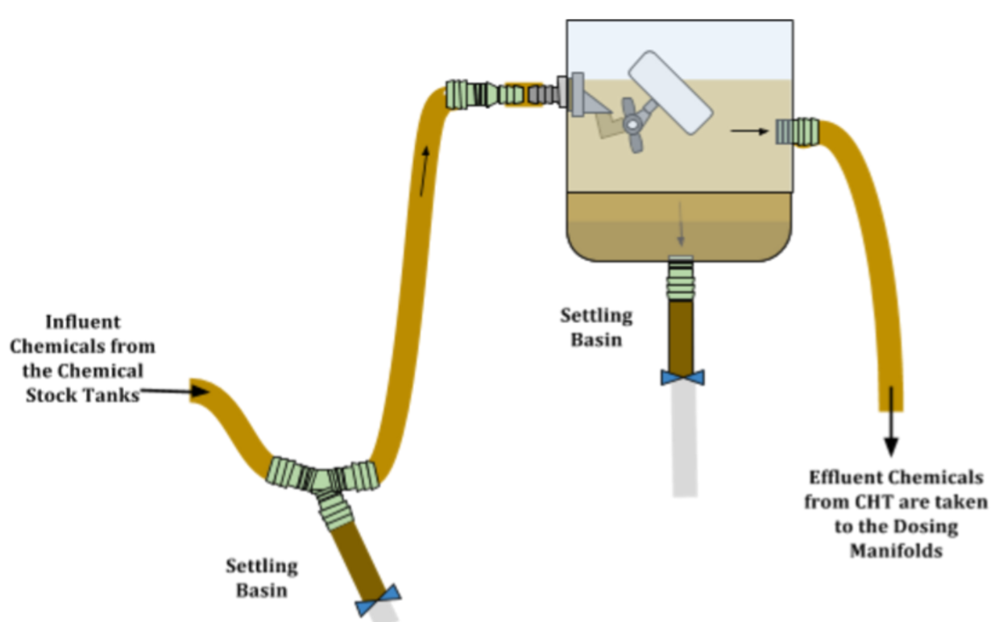 Influent
Chemicals from
the Chemical
Stock Tanks
Settling
Basin
Settling
Basin
Effluent Chemicals
from CHT are taken
to the Dosing
Manifolds